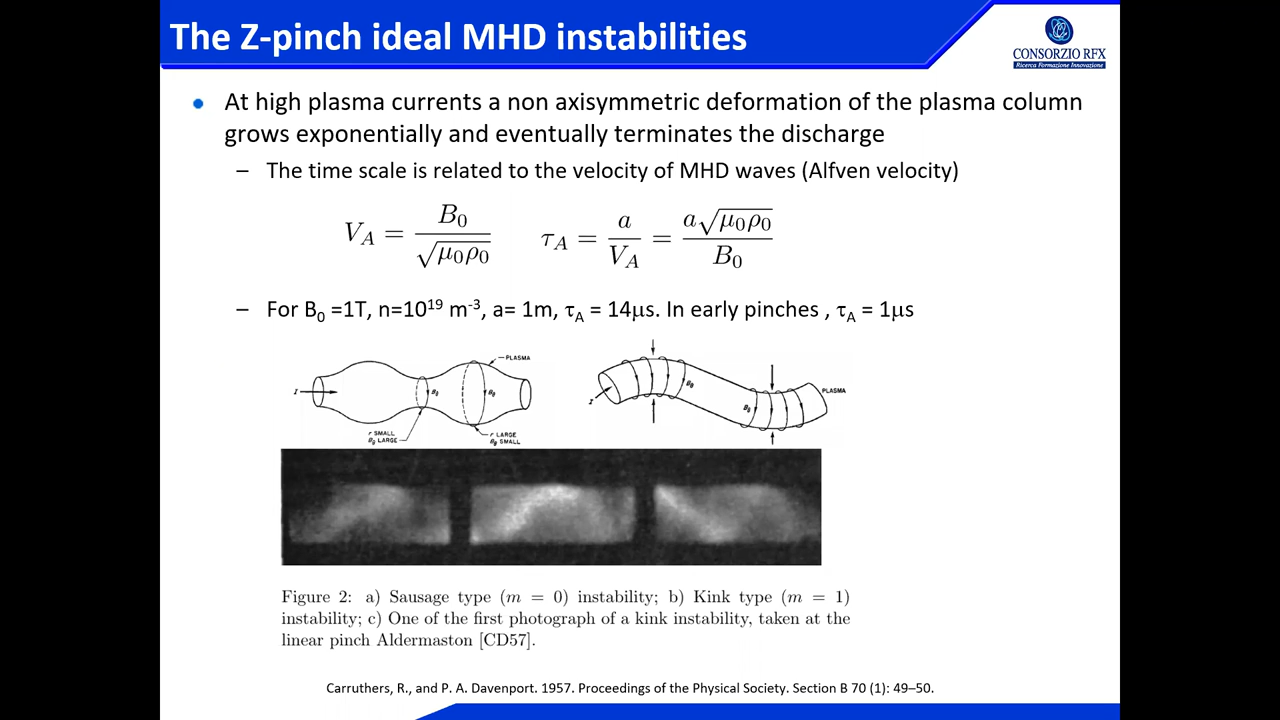 The Z-pinch ideal MHD instabilities
CONSORZIO RFX
Ricerca Formazione Innovazione
At high plasma currents a non axisymmetric deformation of the plasma column
grows exponentially and eventually terminates the discharge
– The time scale is related to the velocity of MHD waves (Alfven velocity)
V_A = B_0 / √(μ_0ρ_0)    τ_A = a / V_A = a√(μ_0ρ_0) / B_0
– For B_0 =1T, n=10^19 m^-3, a= 1m, τ_A = 14μs. In early pinches , τ_A = 1μs
PLASMA
I
B_θ
B_θ
r SMALL
B_θ LARGE
r LARGE
B_θ SMALL
PLASMA
I
B_θ
B_θ
Figure 2: a) Sausage type (m = 0) instability; b) Kink type (m = 1)
instability; c) One of the first photograph of a kink instability, taken at the
linear pinch Aldermaston [CD57].
Carruthers, R., and P. A. Davenport. 1957. Proceedings of the Physical Society. Section B 70 (1): 49–50.